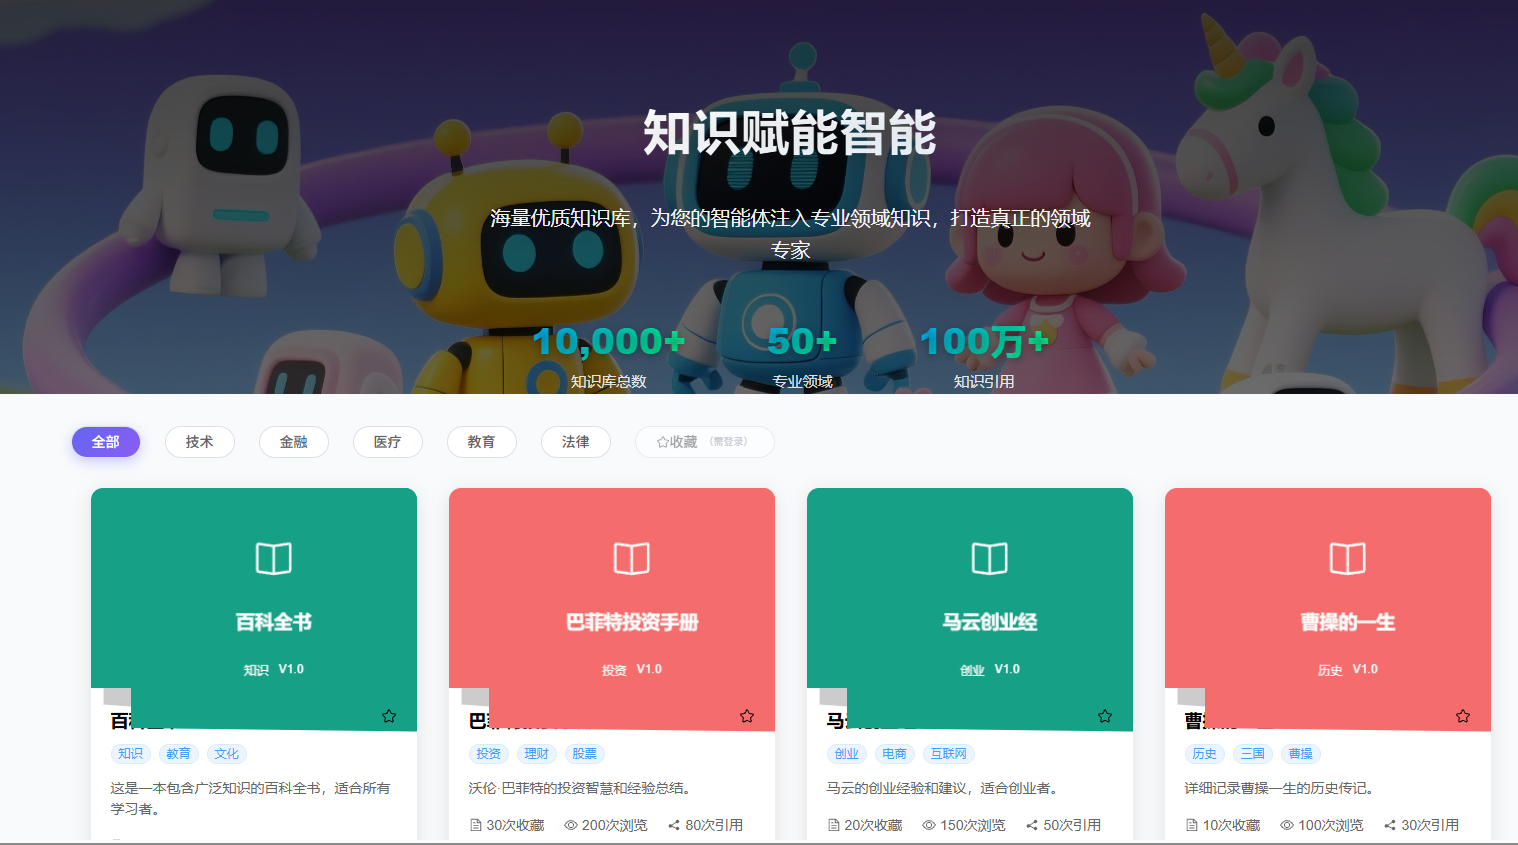 知识赋能智能
海量优质知识库，为您的智能体注入专业领域知识，打造真正的领域
专家
10,000+ 50+ 100万+
知识库总数 专业领域 知识引用
全部 技术 金融 医疗 教育 法律 收藏 (需登录)
百科全书 巴菲特投资手册 马云创业经 曹操的一生
知识 V1.0 投资 V1.0 创业 V1.0 历史 V1.0
百 巴 马 曹
知识 教育 文化 投资 理财 股票 创业 电商 互联网 历史 三国 曹操
这是一本包含广泛知识的百科全书，适合所有 沃伦·巴菲特的投资智慧和经验总结。 马云的创业经验和建议，适合创业者。 详细记录曹操一生的历史传记。
学习者。
30次收藏 200次浏览 80次引用 20次收藏 150次浏览 50次引用 10次收藏 100次浏览 30次引用